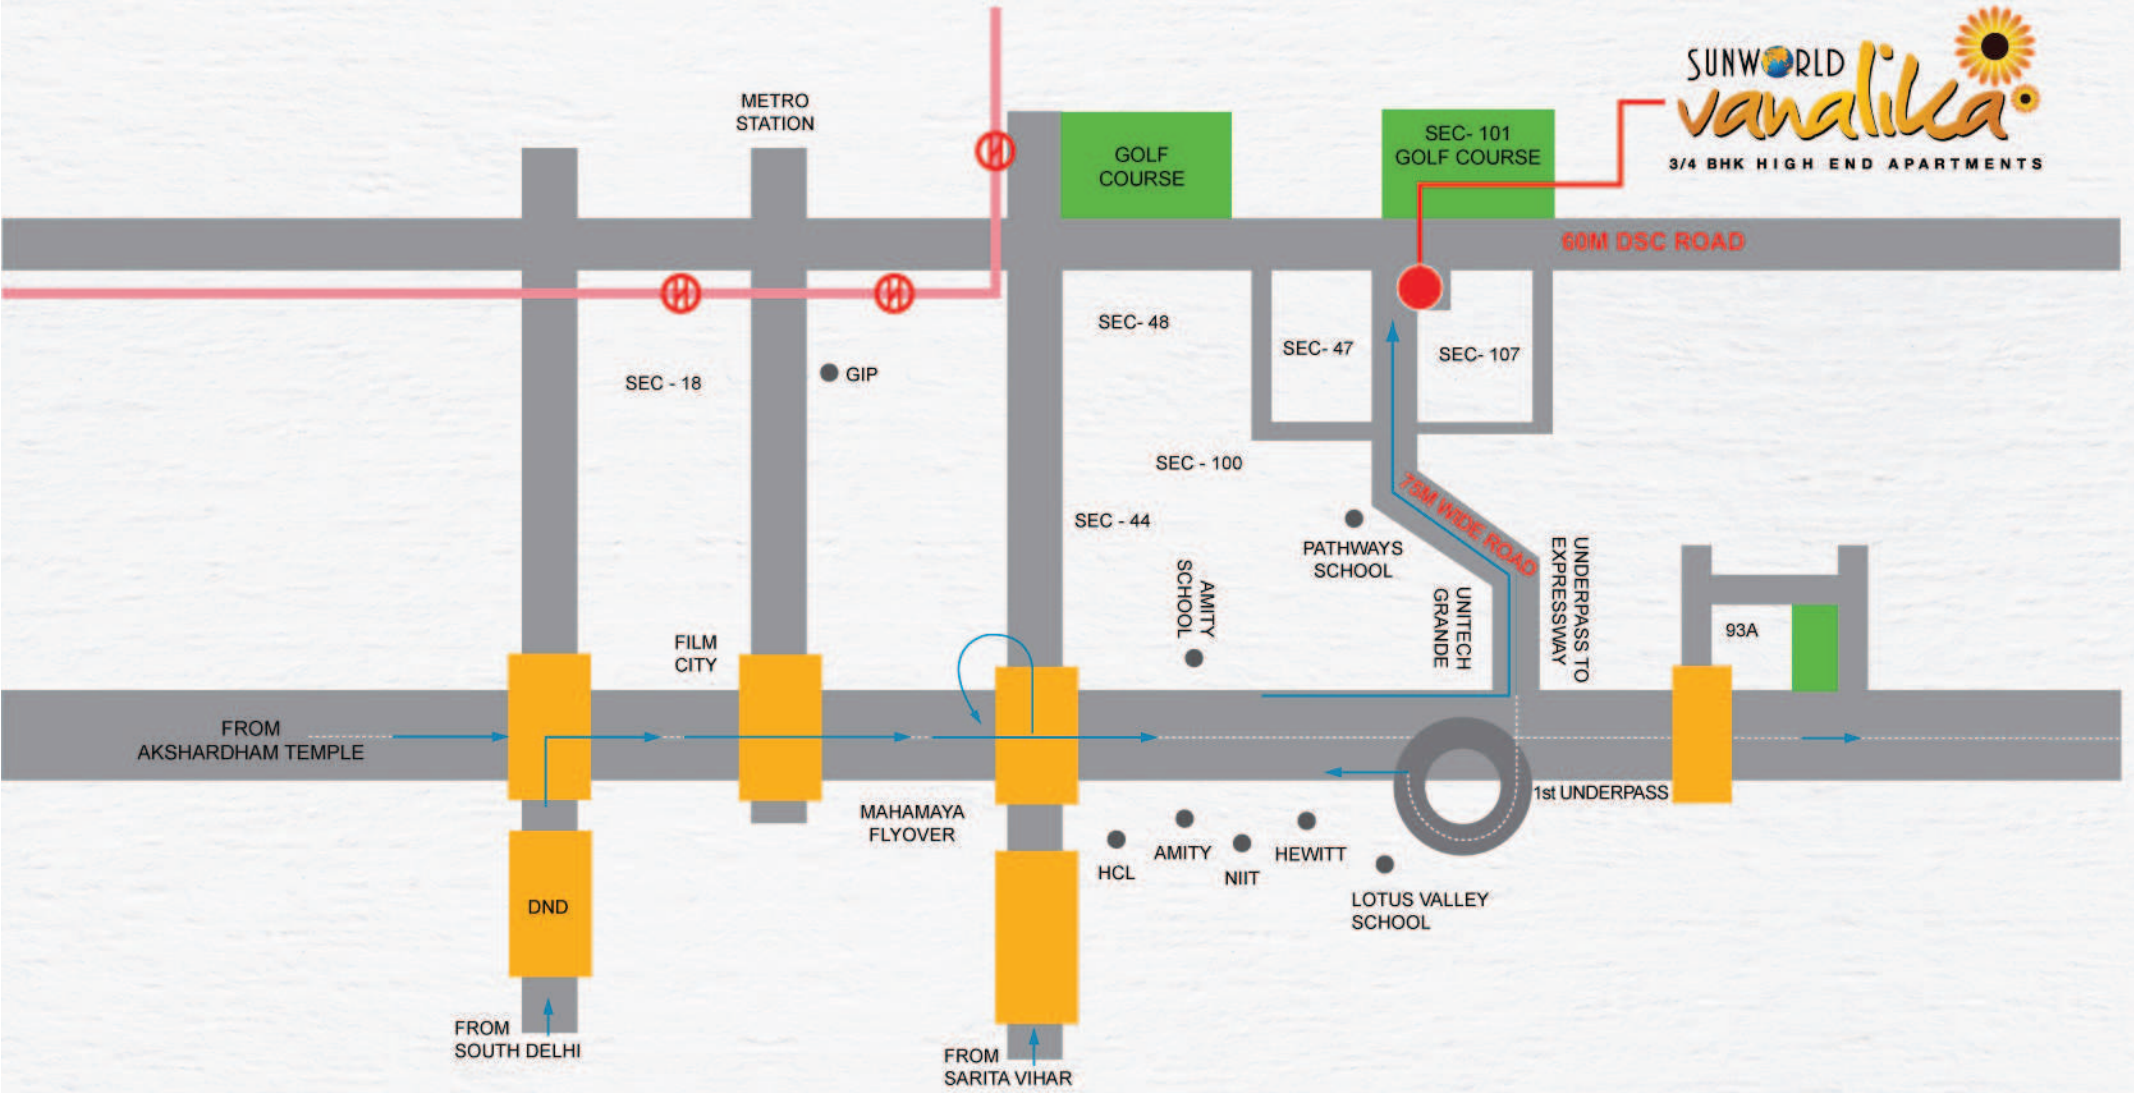 SUNWORLD
vanalika
3/4 BHK HIGH END APARTMENTS
METRO
STATION
GOLF
COURSE
SEC- 101
GOLF COURSE
60M DSC ROAD
SEC - 18
GIP
SEC- 48
SEC- 47
SEC- 107
SEC - 100
SEC - 44
75M WIDE ROAD
PATHWAYS
SCHOOL
AMITY
SCHOOL
UNITECH
GRANDE
UNDERPASS TO
EXPRESSWAY
93A
FILM
CITY
FROM
AKSHARDHAM TEMPLE
MAHAMAYA
FLYOVER
1st UNDERPASS
HCL
AMITY
NIIT
HEWITT
LOTUS VALLEY
SCHOOL
DND
FROM
SOUTH DELHI
FROM
SARITA VIHAR